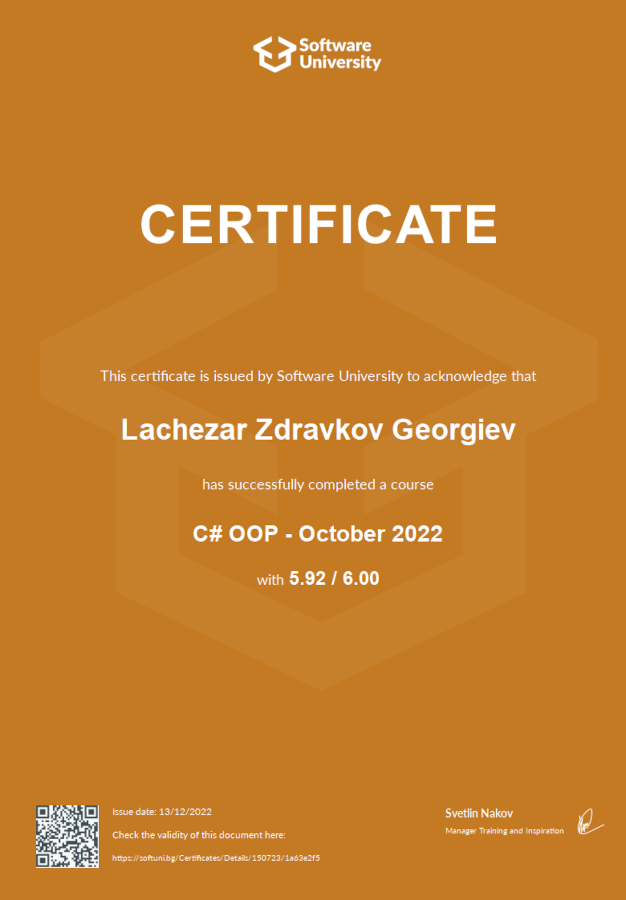 Software
University
CERTIFICATE
This certificate is issued by Software University to acknowledge that
Lachezar Zdravkov Georgiev
has successfully completed a course
C# OOP - October 2022
with 5.92 / 6.00
Issue date: 13/12/2022
Check the validity of this document here:
https://softuni.bg/Certificates/Details/150723/1a63e2f5
Svetlin Nakov
Manager Training and Inspiration